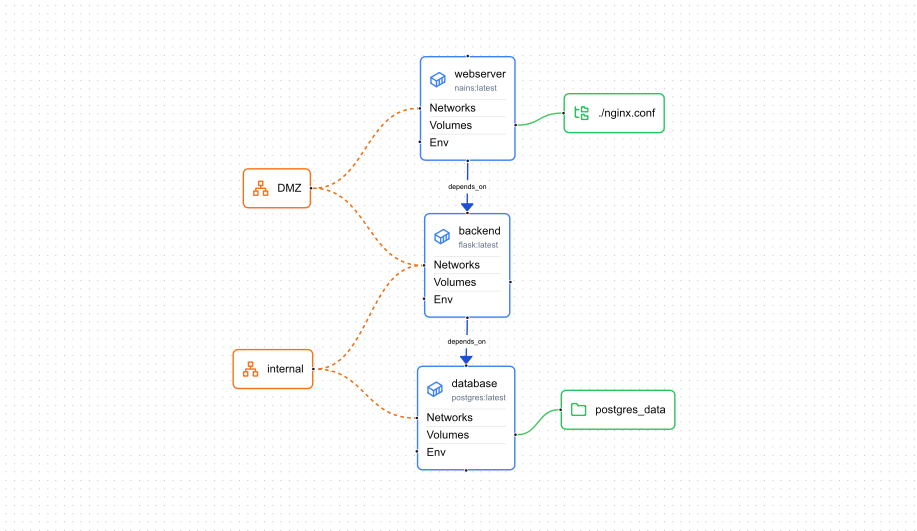 webserver
nains:latest
Networks
Volumes
Env
./nginx.conf
DMZ
depends_on
backend
flask:latest
Networks
Volumes
Env
depends_on
internal
database
postgres:latest
Networks
Volumes
Env
postgres_data